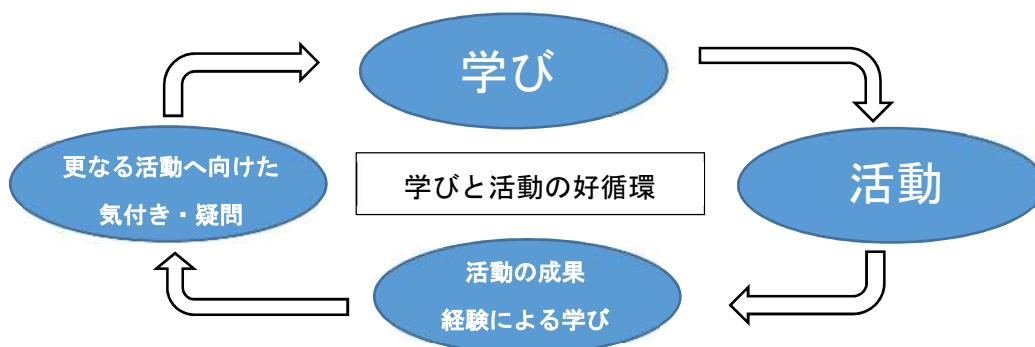 学び
更なる活動へ向けた
気付き・疑問
学びと活動の好循環
活動
活動の成果
経験による学び